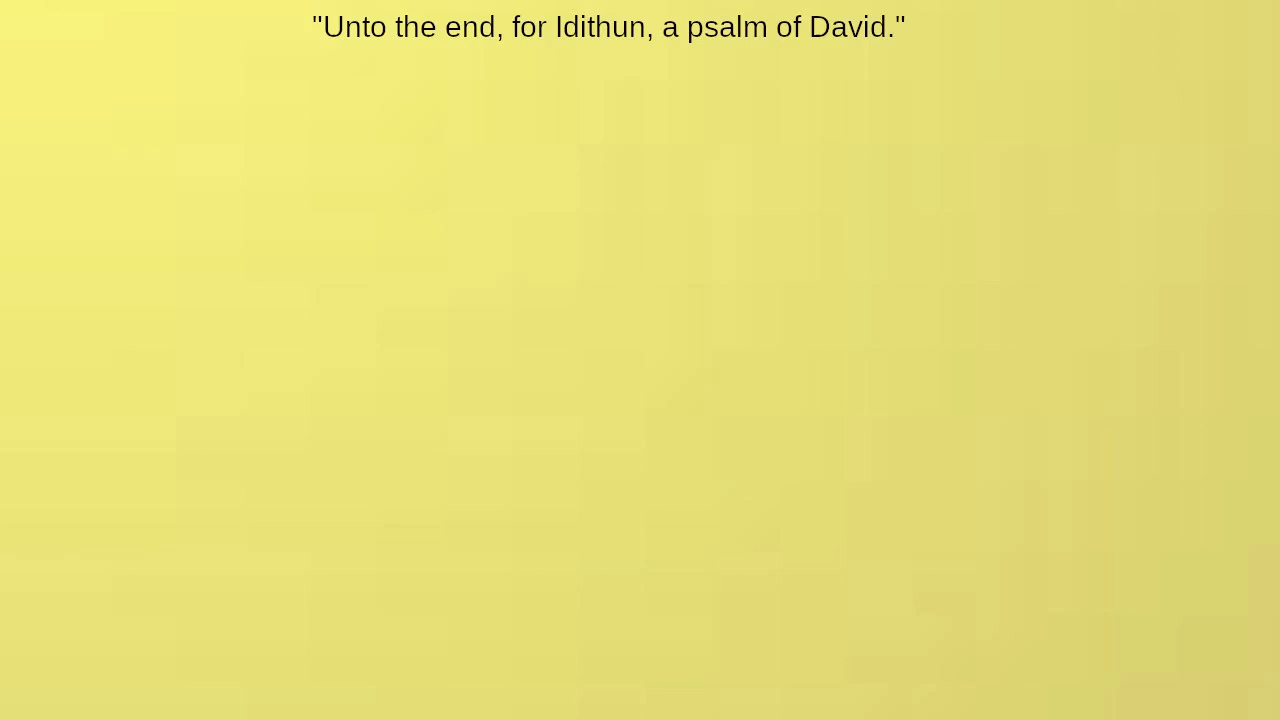 "Unto the end, for Idithun, a psalm of David."